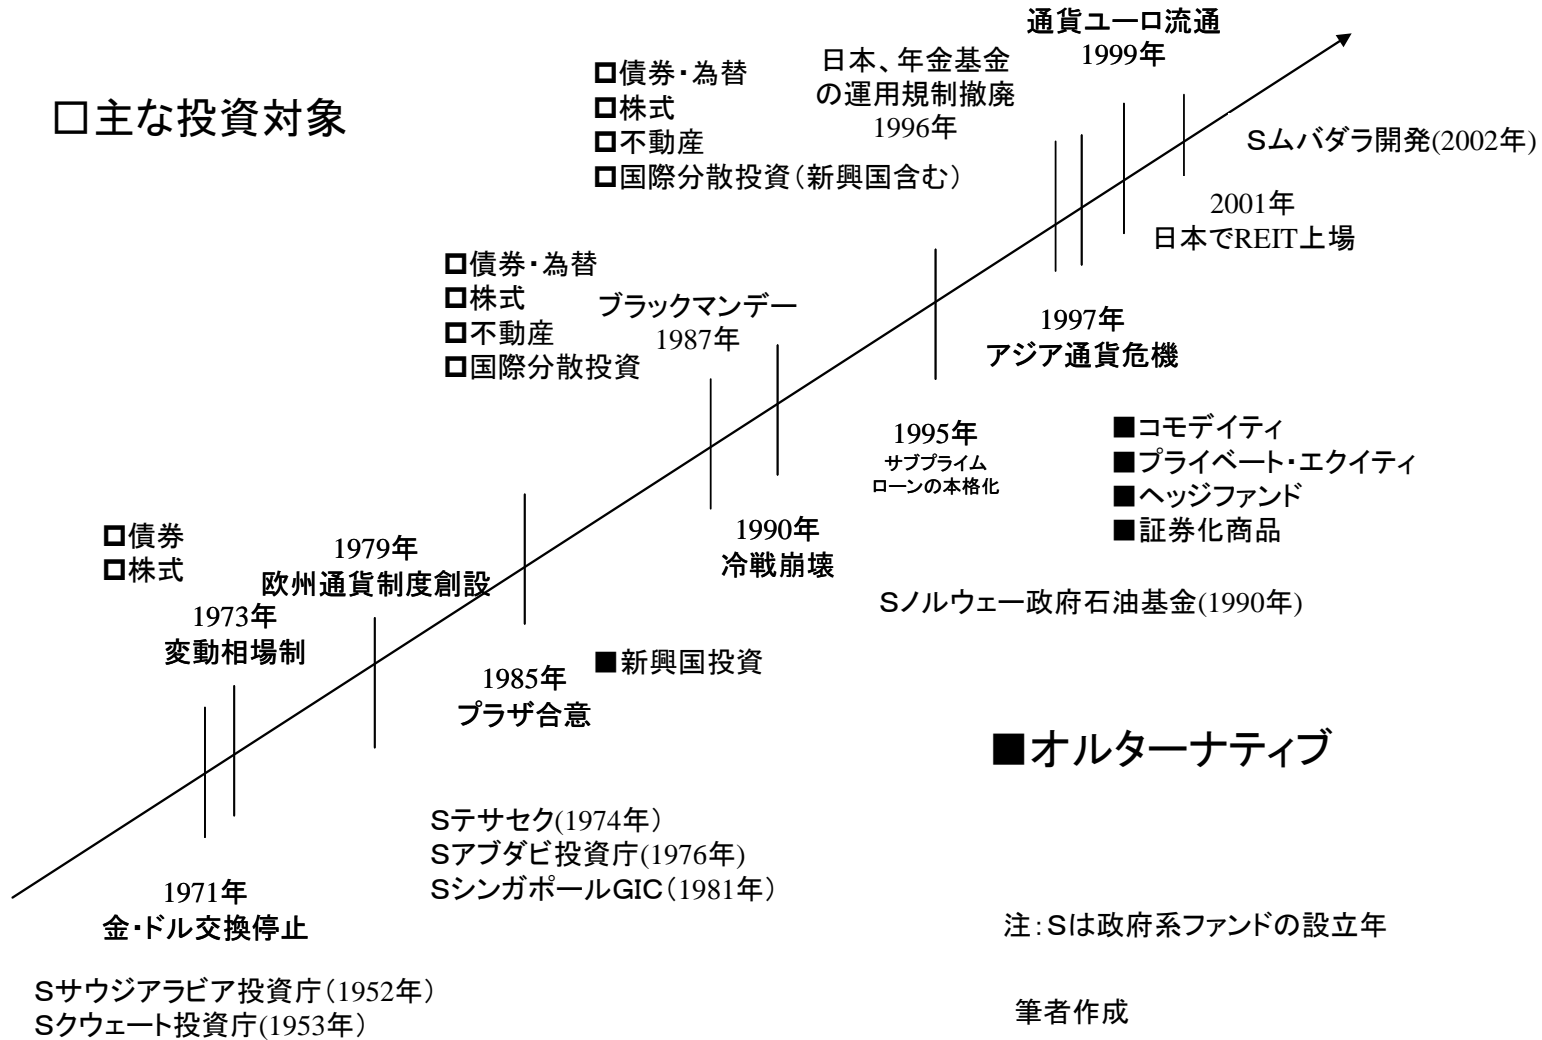 □主な投資対象
□債券・為替
□株式
□不動産
□国際分散投資（新興国含む）
日本、年金基金
の運用規制撤廃
1996年
通貨ユーロ流通
1999年
Sムバダラ開発(2002年)
2001年
日本でREIT上場
□債券・為替
□株式
□不動産
□国際分散投資
ブラックマンデー
1987年
1997年
アジア通貨危機
1995年
サブプライム
ローンの本格化
■コモデイティ
■プライベート・エクイティ
■ヘッジファンド
■証券化商品
1990年
冷戦崩壊
□債券
□株式
1979年
欧州通貨制度創設
1973年
変動相場制
Sノルウェー政府石油基金(1990年)
■新興国投資
1985年
プラザ合意
■オルターナティブ
Sテサセク(1974年）
Sアブダビ投資庁(1976年)
SシンガポールGIC（1981年）
1971年
金・ドル交換停止
注：Sは政府系ファンドの設立年
Sサウジアラビア投資庁（1952年）
Sクウェート投資庁(1953年）
筆者作成